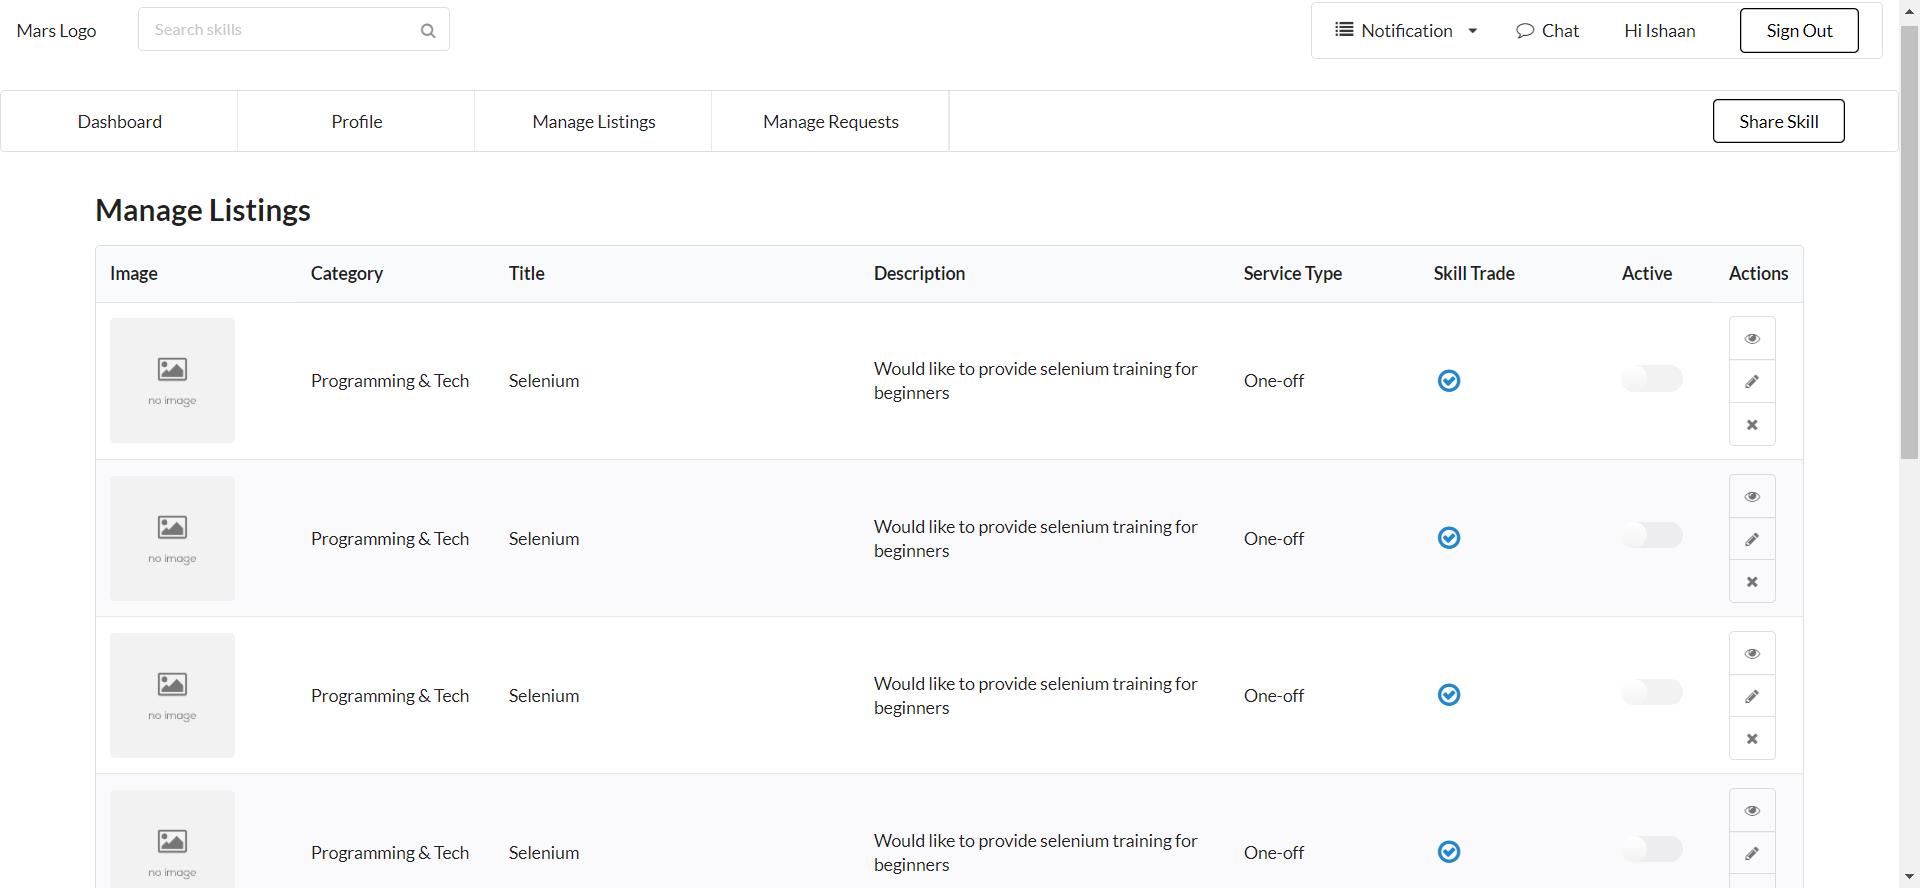 Mars Logo
Search skills
Notification
Chat
Hi Ishaan
Sign Out
Dashboard
Profile
Manage Listings
Manage Requests
Share Skill
Manage Listings
Image
Category
Title
Description
Service Type
Skill Trade
Active
Actions
no image
Programming & Tech
Selenium
Would like to provide selenium training for
beginners
One-off
no image
Programming & Tech
Selenium
Would like to provide selenium training for
beginners
One-off
no image
Programming & Tech
Selenium
Would like to provide selenium training for
beginners
One-off
no image
Programming & Tech
Selenium
Would like to provide selenium training for
beginners
One-off